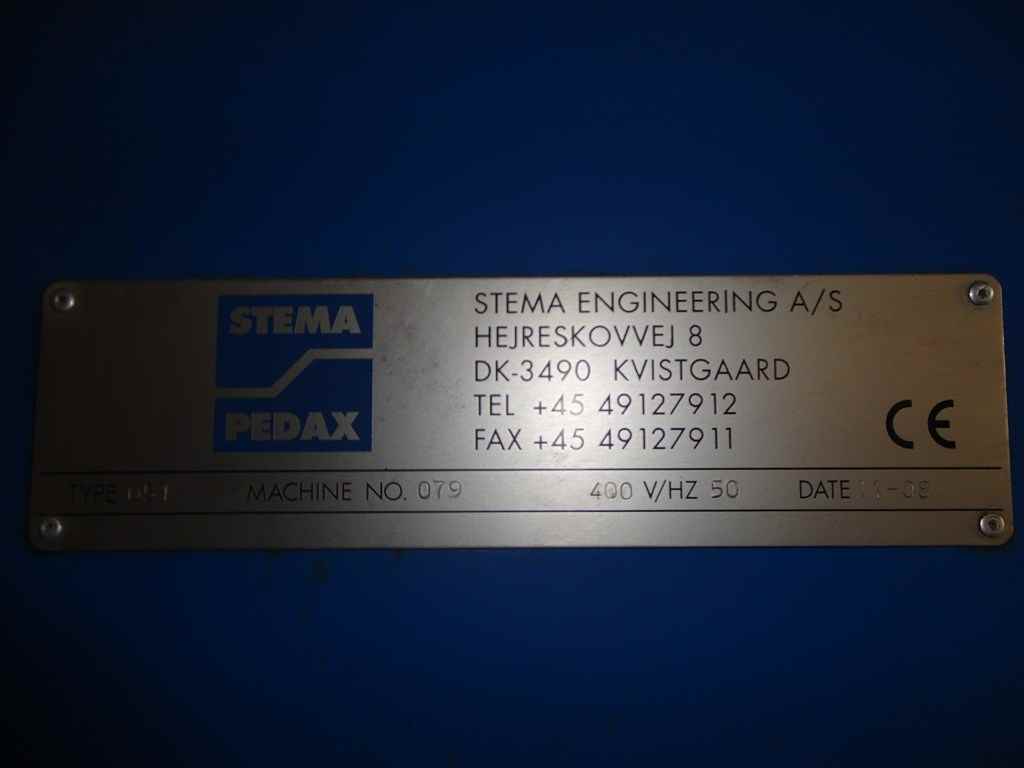 STEMA
PEDAX
STEMA ENGINEERING A/S
HEJRESKOVVEJ 8
DK-3490 KVISTGAARD
TEL +45 49127912
FAX +45 49127911
CE
TYPE MACHINE NO. 079 400 V/HZ 50 DATE